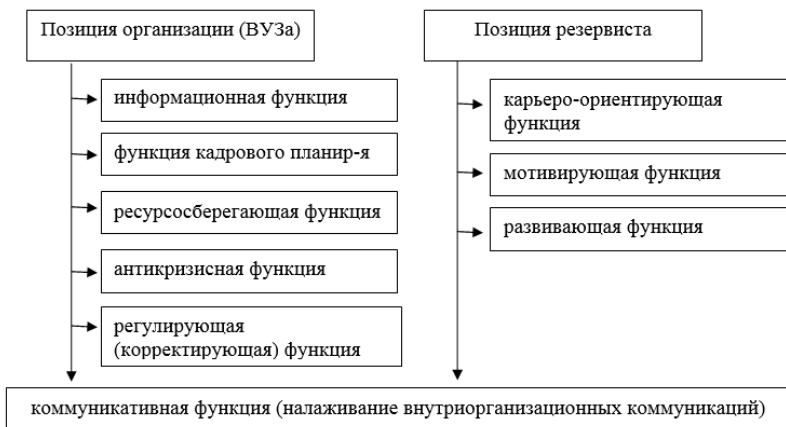 Позиция организации (ВУЗа)
информационная функция
функция кадрового планир-я
ресурсосберегающая функция
антикризисная функция
регулирующая
(корректирующая) функция
Позиция резервиста
карьеро-ориентирующая
функция
мотивирующая функция
развивающая функция
коммуникативная функция (налаживание внутриорганизационных коммуникаций)